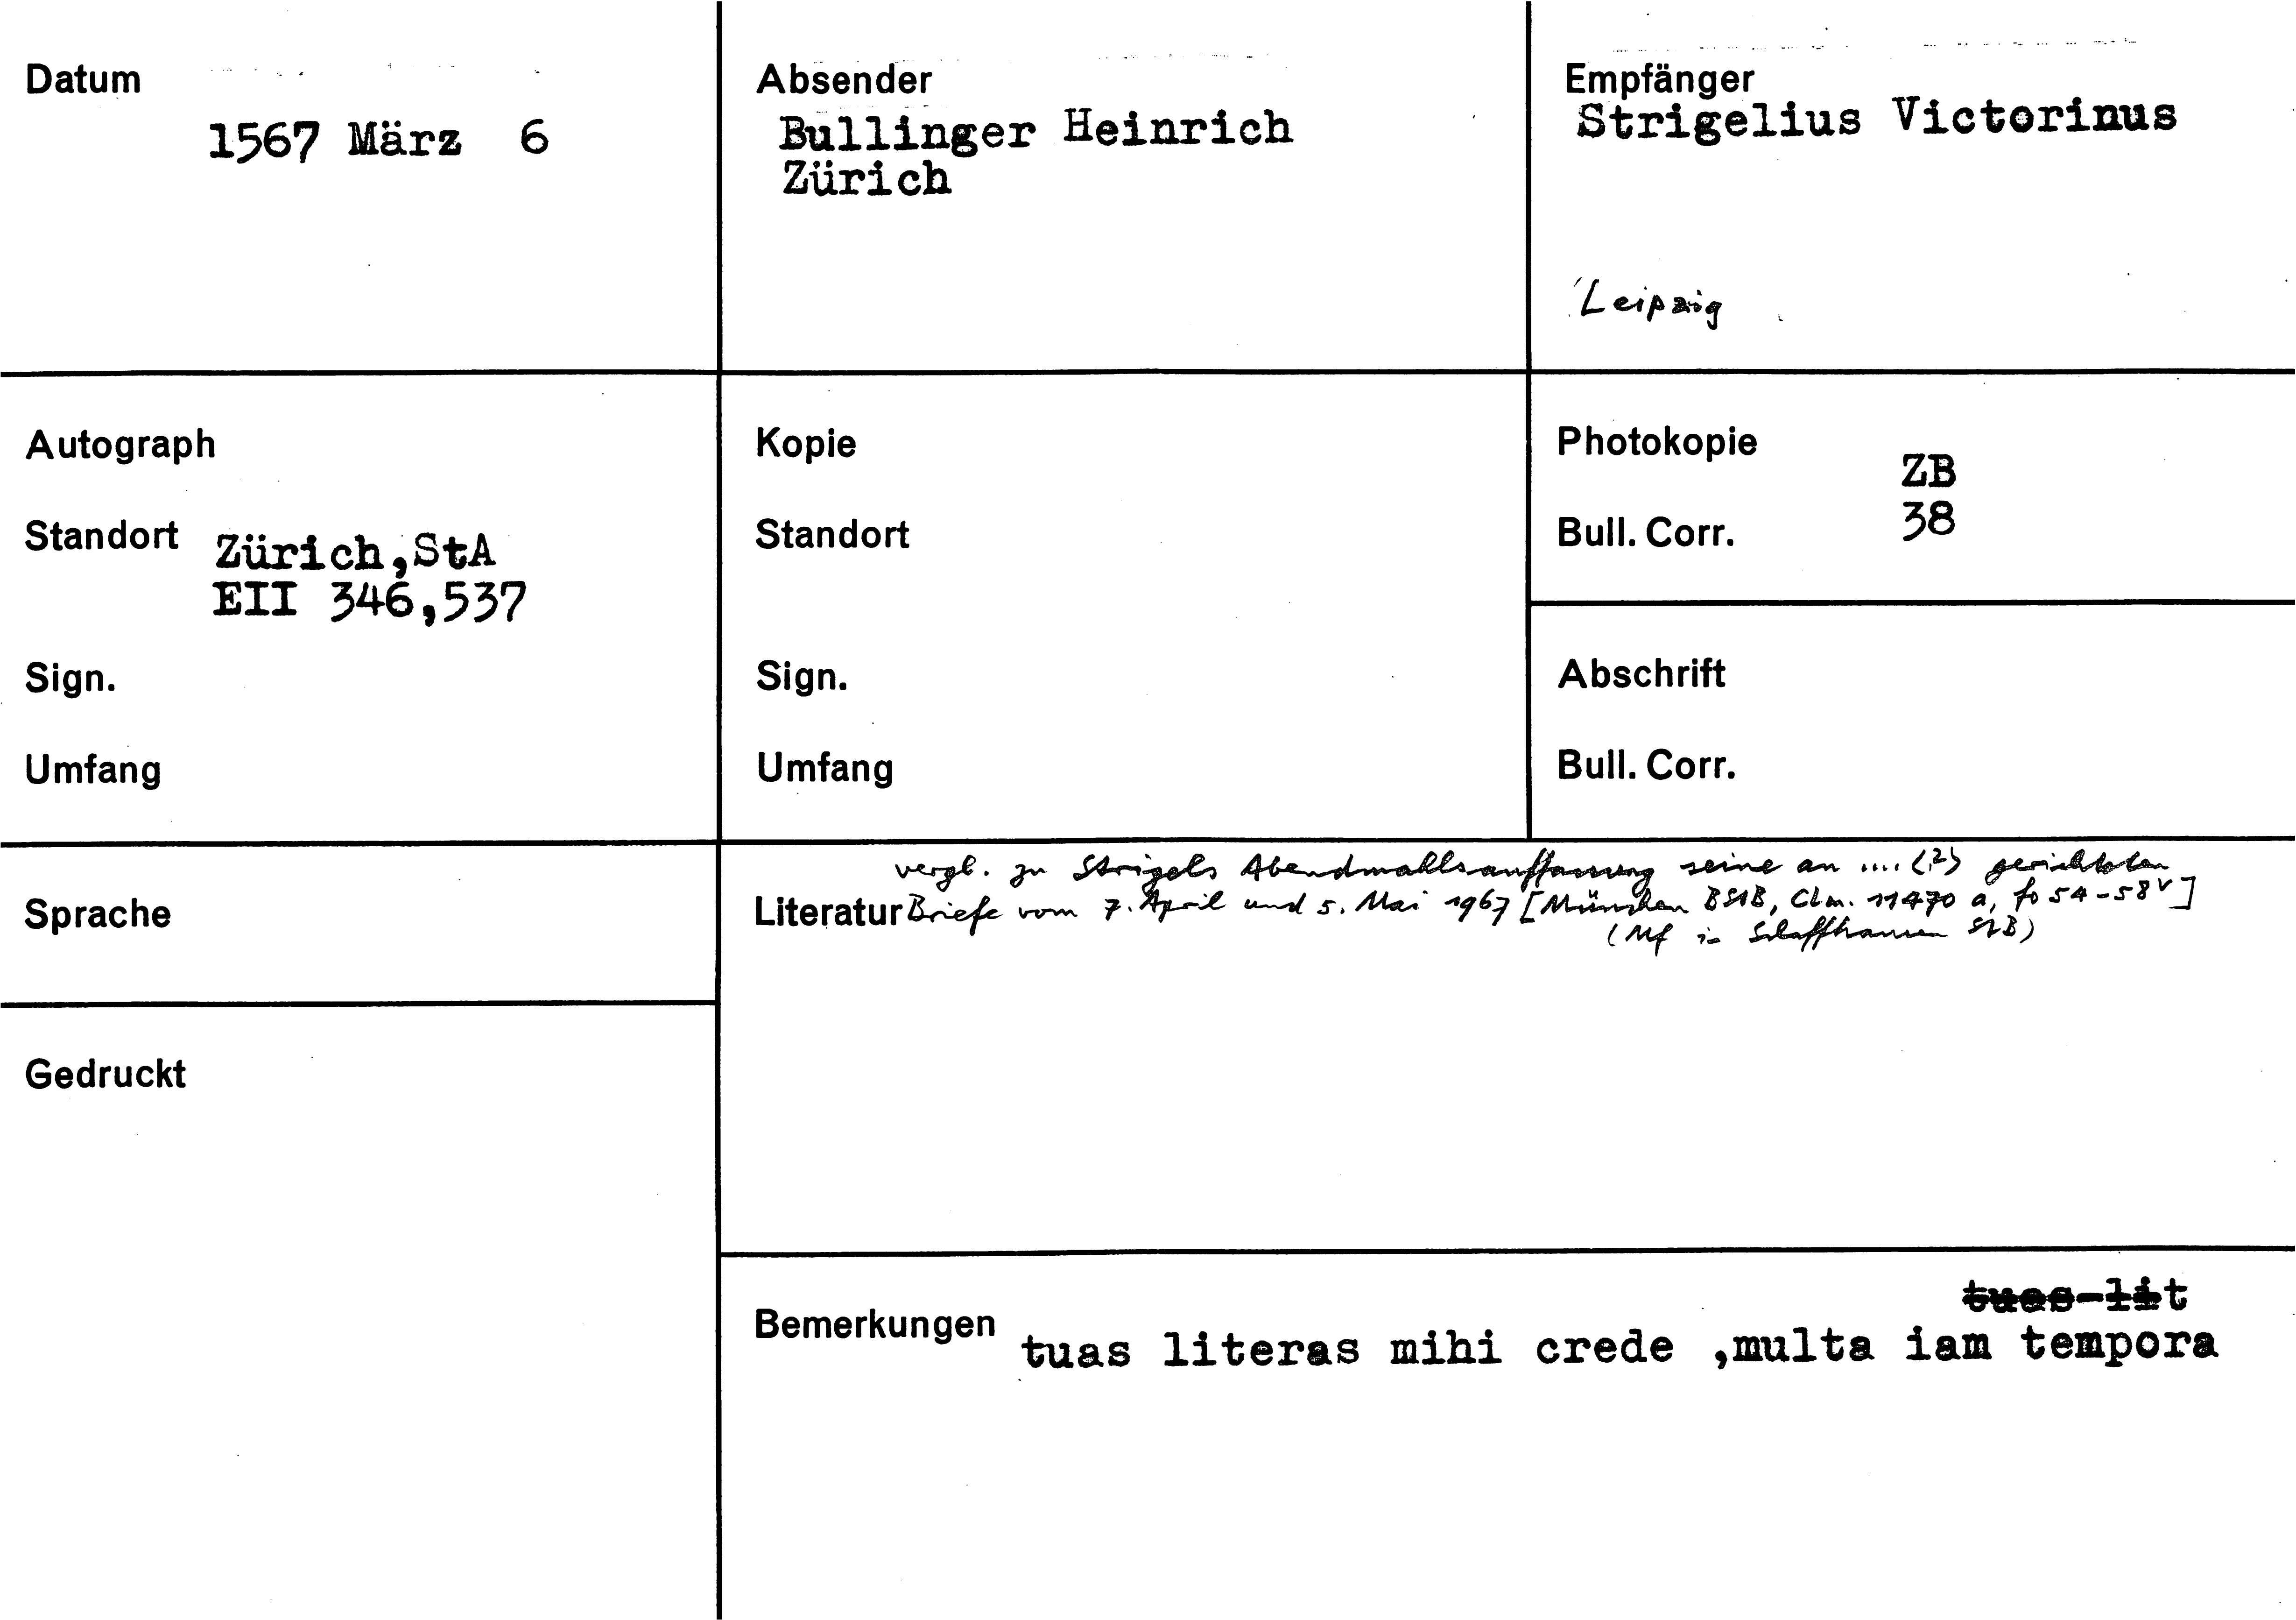 Datum
1567 März 6
Absender
Bullinger Heinrich
Zürich
Empfänger
Strigelius Victorinus
Leipzig
Autograph
Standort Zürich,StA
EII 346,537
Sign.
Umfang
Kopie
Standort
Sign.
Umfang
Photokopie
ZB
Bull. Corr. 38
Abschrift
Bull. Corr.
Sprache
Gedruckt
vergl. zu Strigels Abendmahlsauffassung seine an .... (?) gerichteten
Literatur Briefe vom 7. April und 5. Mai 1967 [München BStB, Clm. 11470 a, fo 54-58v]
(Mf in Schaffhausen StB)
tuas lit
Bemerkungen tuas literas mihi crede ,multa iam tempora